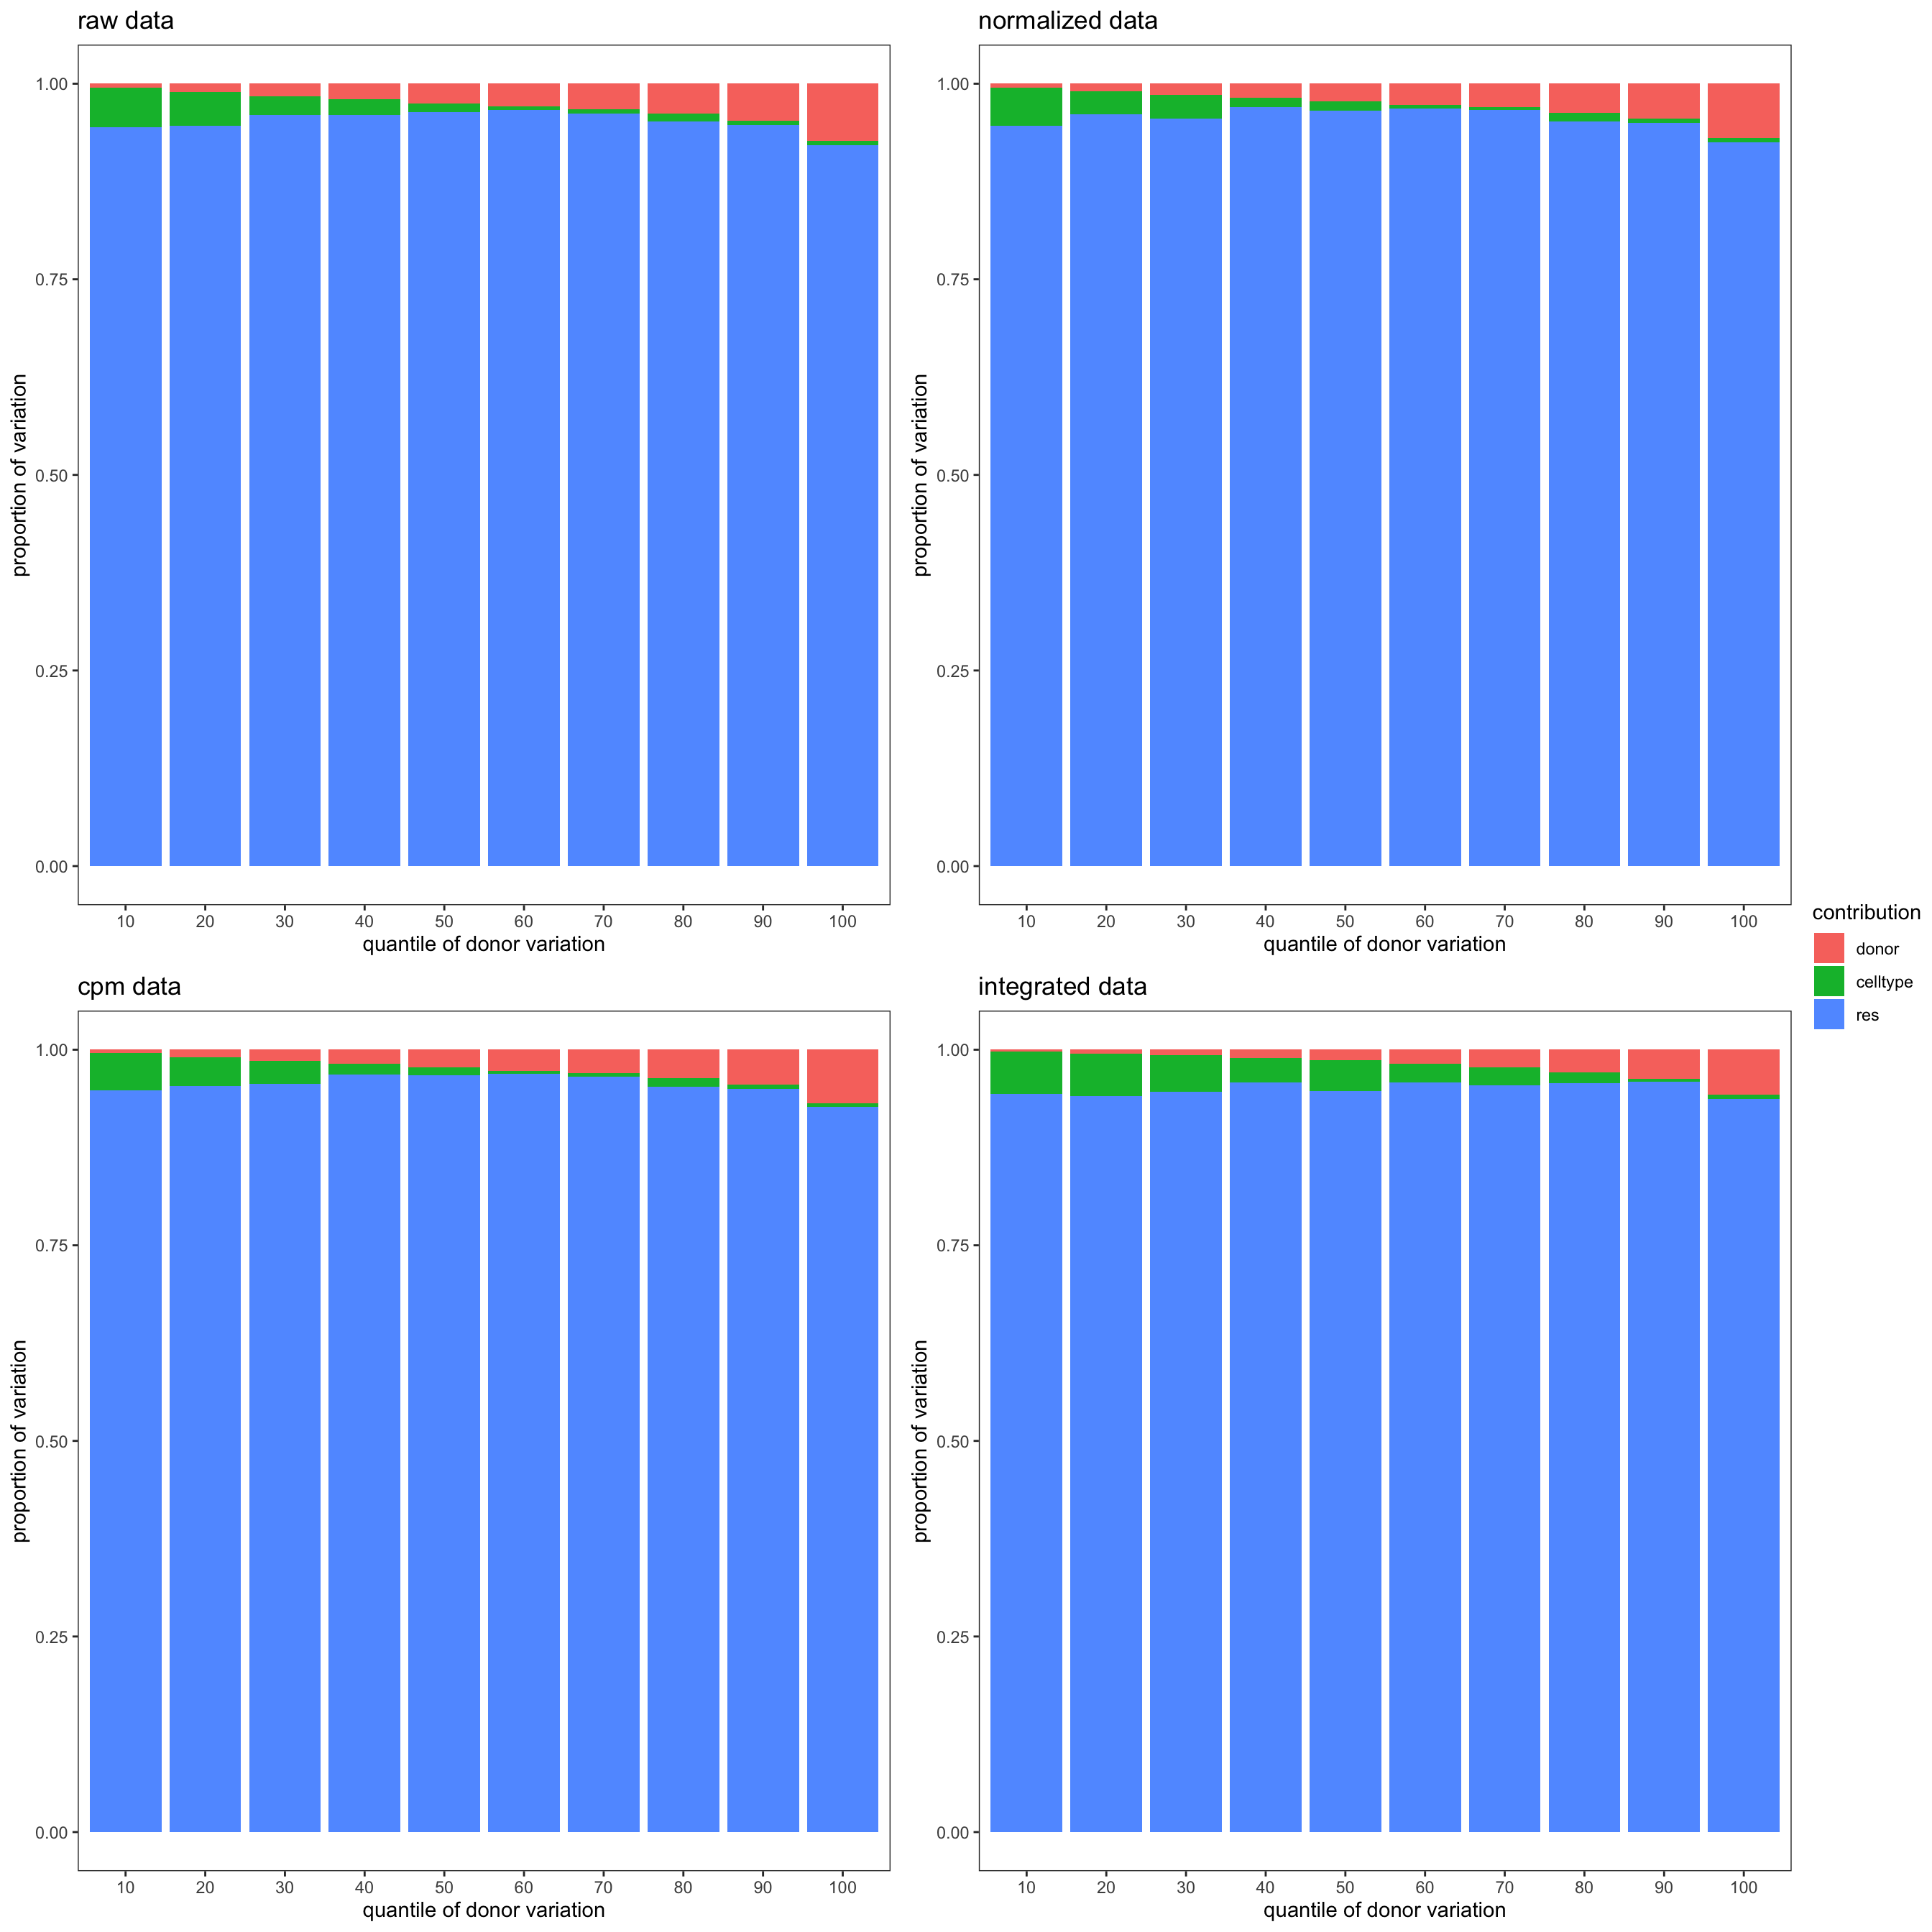 raw data
proportion of variation
1.00
0.75
0.50
0.25
0.00
10 20 30 40 50 60 70 80 90 100
quantile of donor variation
normalized data
proportion of variation
1.00
0.75
0.50
0.25
0.00
10 20 30 40 50 60 70 80 90 100
quantile of donor variation
cpm data
proportion of variation
1.00
0.75
0.50
0.25
0.00
10 20 30 40 50 60 70 80 90 100
quantile of donor variation
integrated data
proportion of variation
1.00
0.75
0.50
0.25
0.00
10 20 30 40 50 60 70 80 90 100
quantile of donor variation
contribution
donor
celltype
res